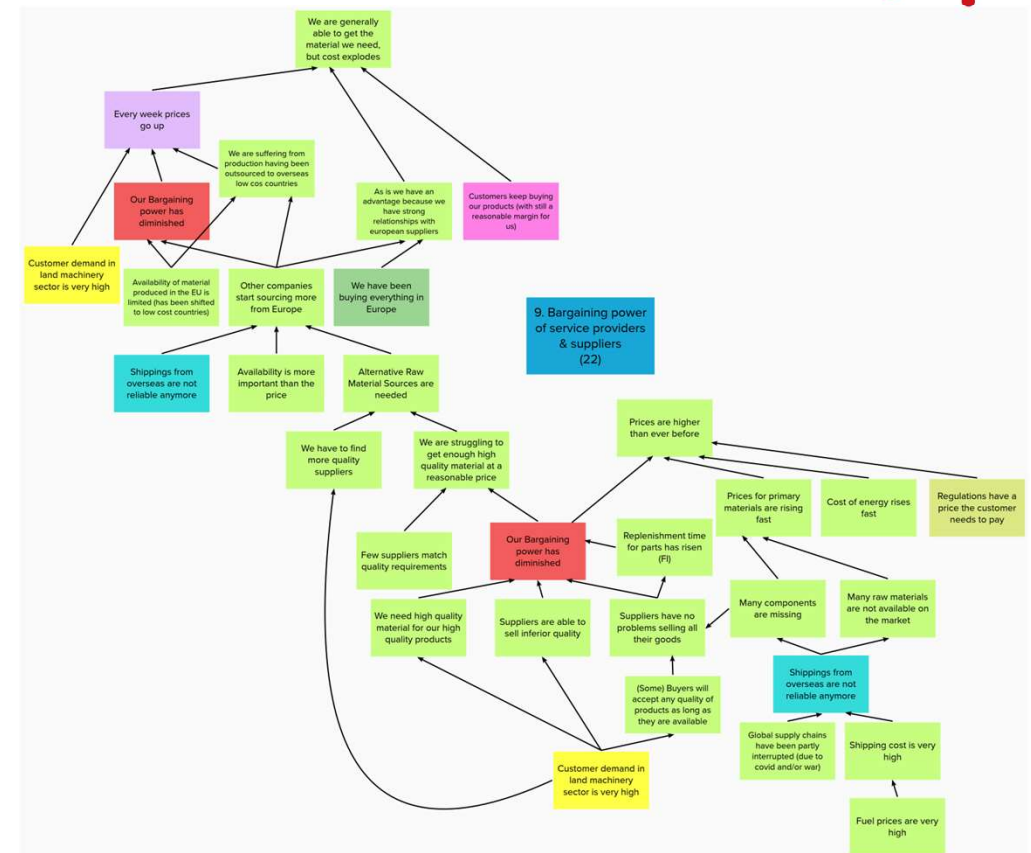 We are generally
able to get the
material we need,
but cost explodes
Every week prices
go up
We are suffering from
production having been
outsourced to overseas
low cos countries
Our Bargaining
power has
diminished
As is we have an
advantage because we
have strong
relationships with
european suppliers
Customers keep buying
our products (with still a
reasonable margin for
us)
Customer demand in
land machinery
sector is very high
Availability of material
produced in the EU is
limited (has been shifted
to low cost countries)
Other companies
start sourcing more
from Europe
We have been
buying everything in
Europe
9. Bargaining power
of service providers
& suppliers
(22)
Shippings from
overseas are not
reliable anymore
Availability is more
important than the
price
Alternative Raw
Material Sources are
needed
We have to find
more quality
suppliers
We are struggling to
get enough high
quality material at a
reasonable price
Prices are higher
than ever before
Prices for primary
materials are rising
fast
Cost of energy rises
fast
Regulations have a
price the customer
needs to pay
Few suppliers match
quality requirements
Our Bargaining
power has
diminished
Replenishment time
for parts has risen
(FI)
We need high quality
material for our high
quality products
Suppliers are able to
sell inferior quality
Suppliers have no
problems selling all
their goods
Many components
are missing
Many raw materials
are not available on
the market
Shippings from
overseas are not
reliable anymore
(Some) Buyers will
accept any quality of
products as long as
they are available
Global supply chains
have been partly
interrupted (due to
covid and/or war)
Shipping cost is very
high
Customer demand in
land machinery
sector is very high
Fuel prices are very
high